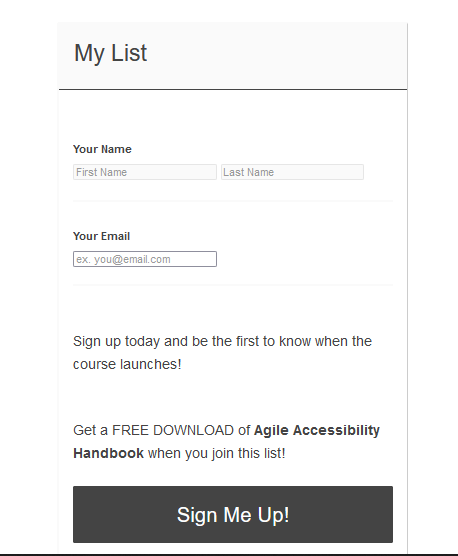 My List
Your Name
First Name Last Name
Your Email
ex. you@email.com
Sign up today and be the first to know when the
course launches!
Get a FREE DOWNLOAD of Agile Accessibility
Handbook when you join this list!
Sign Me Up!